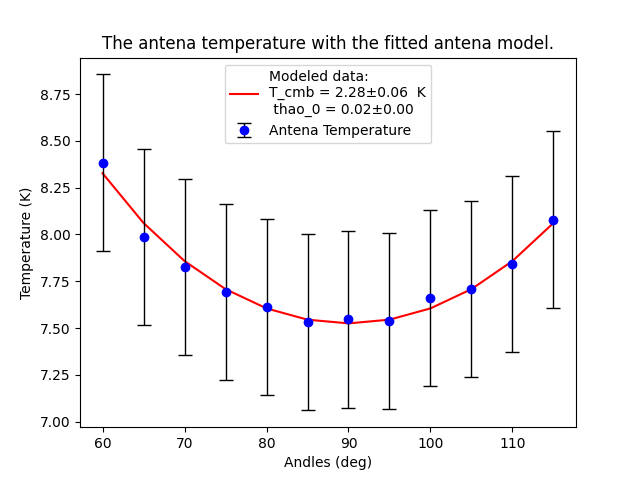 The antena temperature with the fitted antena model.
Modeled data:
T_cmb = 2.28±0.06  K
thao_0 = 0.02±0.00
Antena Temperature
Temperature (K)
8.75
8.50
8.25
8.00
7.75
7.50
7.25
7.00
60
70
80
90
100
110
Andles (deg)